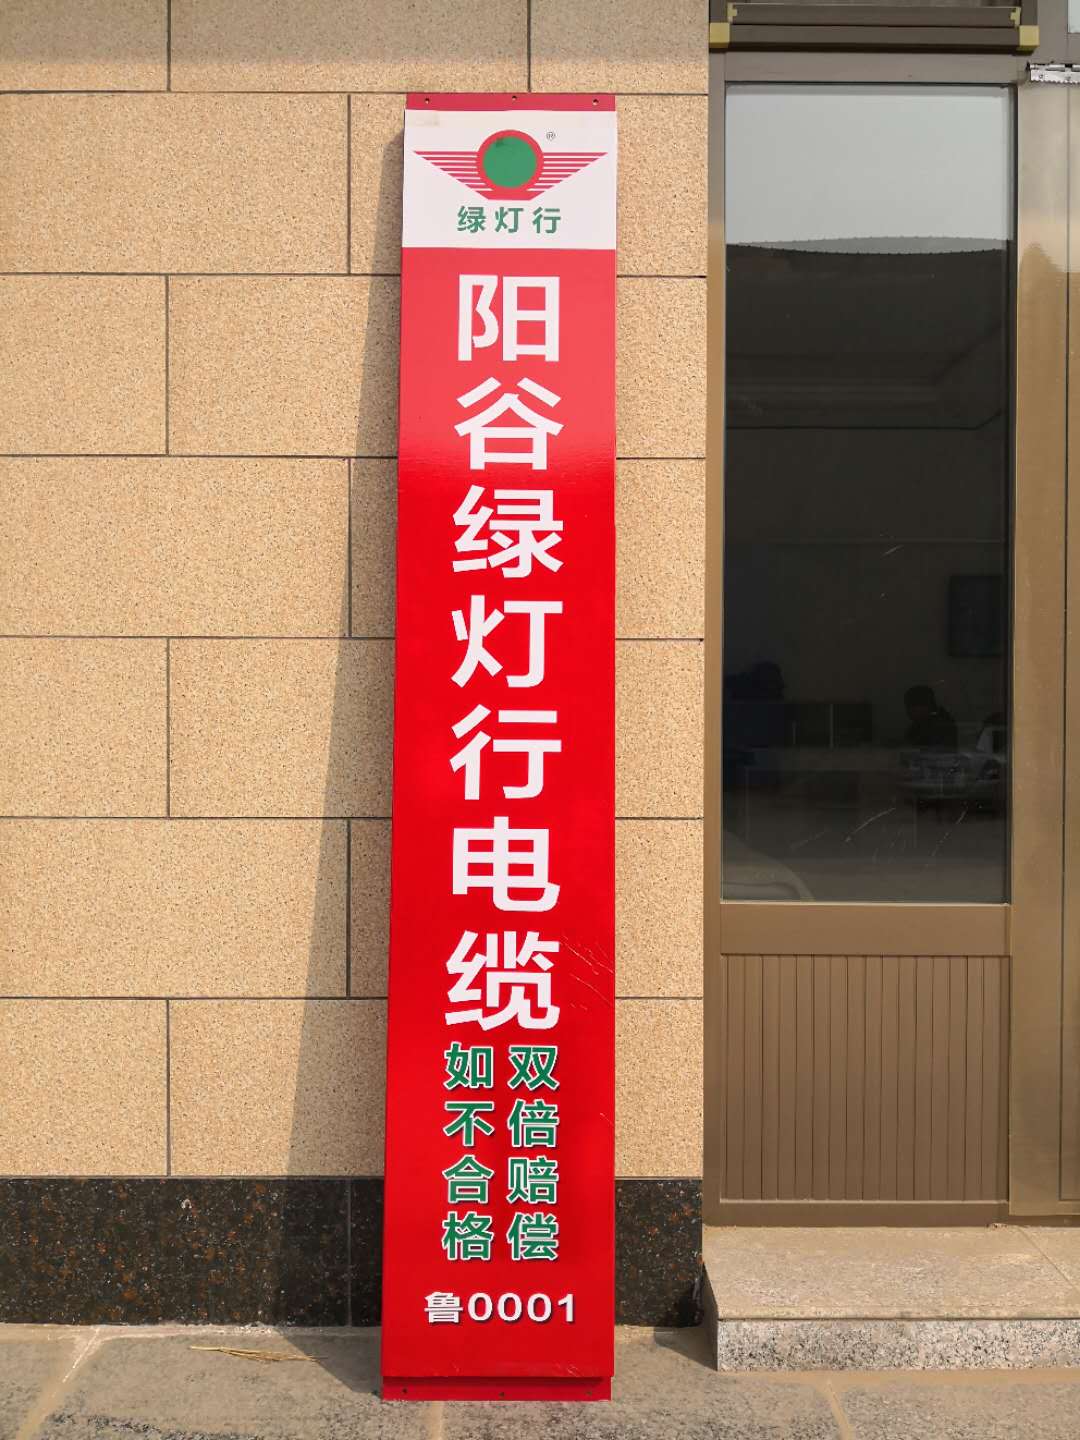 ®
绿灯行
阳谷绿灯行电缆
如不合格
双倍赔偿
鲁0001